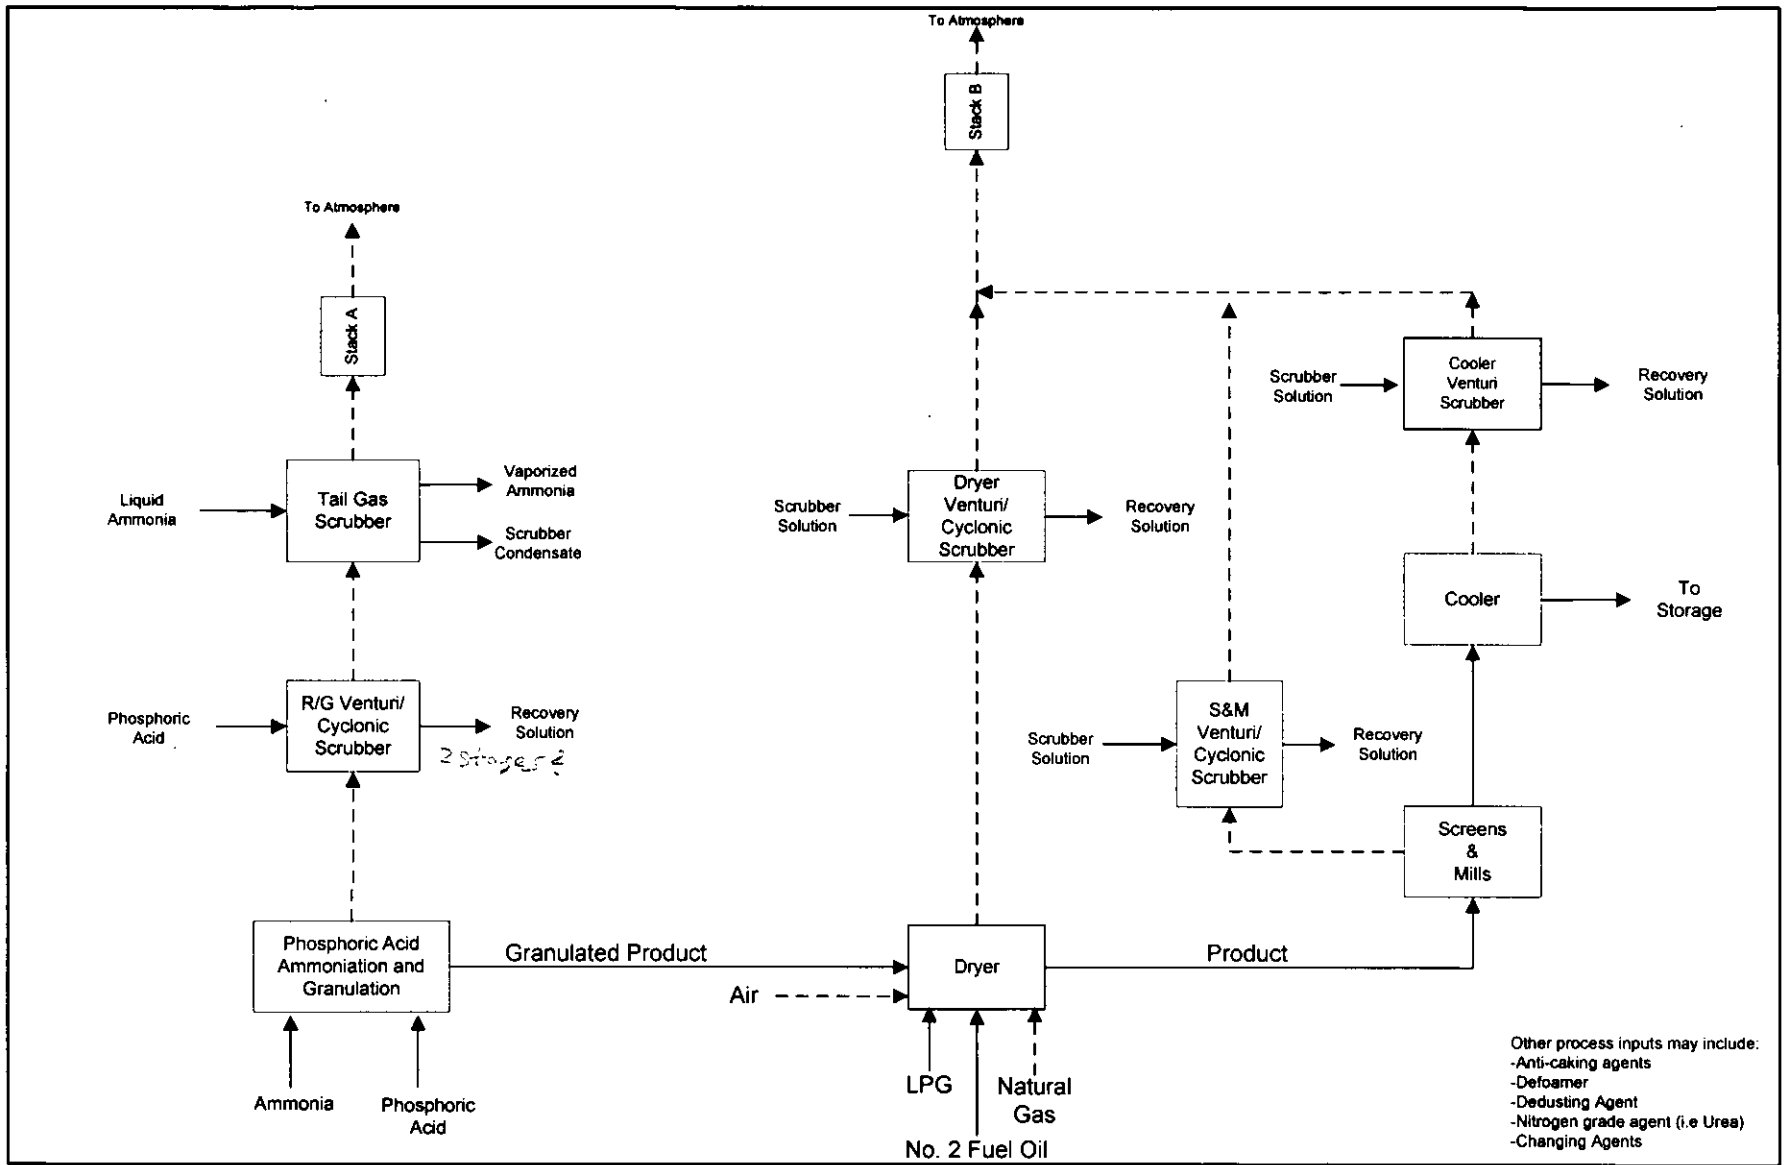 To Atmosphere
Stack B
To Atmosphere
Stack A
Cooler
Venturi
Scrubber
Scrubber
Solution
Recovery
Solution
Liquid
Ammonia
Tail Gas
Scrubber
Vaporized
Ammonia
Scrubber
Condensate
Scrubber
Solution
Dryer
Venturi/
Cyclonic
Scrubber
Recovery
Solution
Cooler
To
Storage
Phosphoric
Acid
R/G Venturi/
Cyclonic
Scrubber
Recovery
Solution
2 Stages?
Scrubber
Solution
S&M
Venturi/
Cyclonic
Scrubber
Recovery
Solution
Screens
&
Mills
Phosphoric Acid
Ammoniation and
Granulation
Granulated Product
Air
Dryer
Product
Ammonia
Phosphoric
Acid
LPG
Natural
Gas
No. 2 Fuel Oil
Other process inputs may include:
-Anti-caking agents
-Defoamer
-Dedusting Agent
-Nitrogen grade agent (i.e Urea)
-Changing Agents